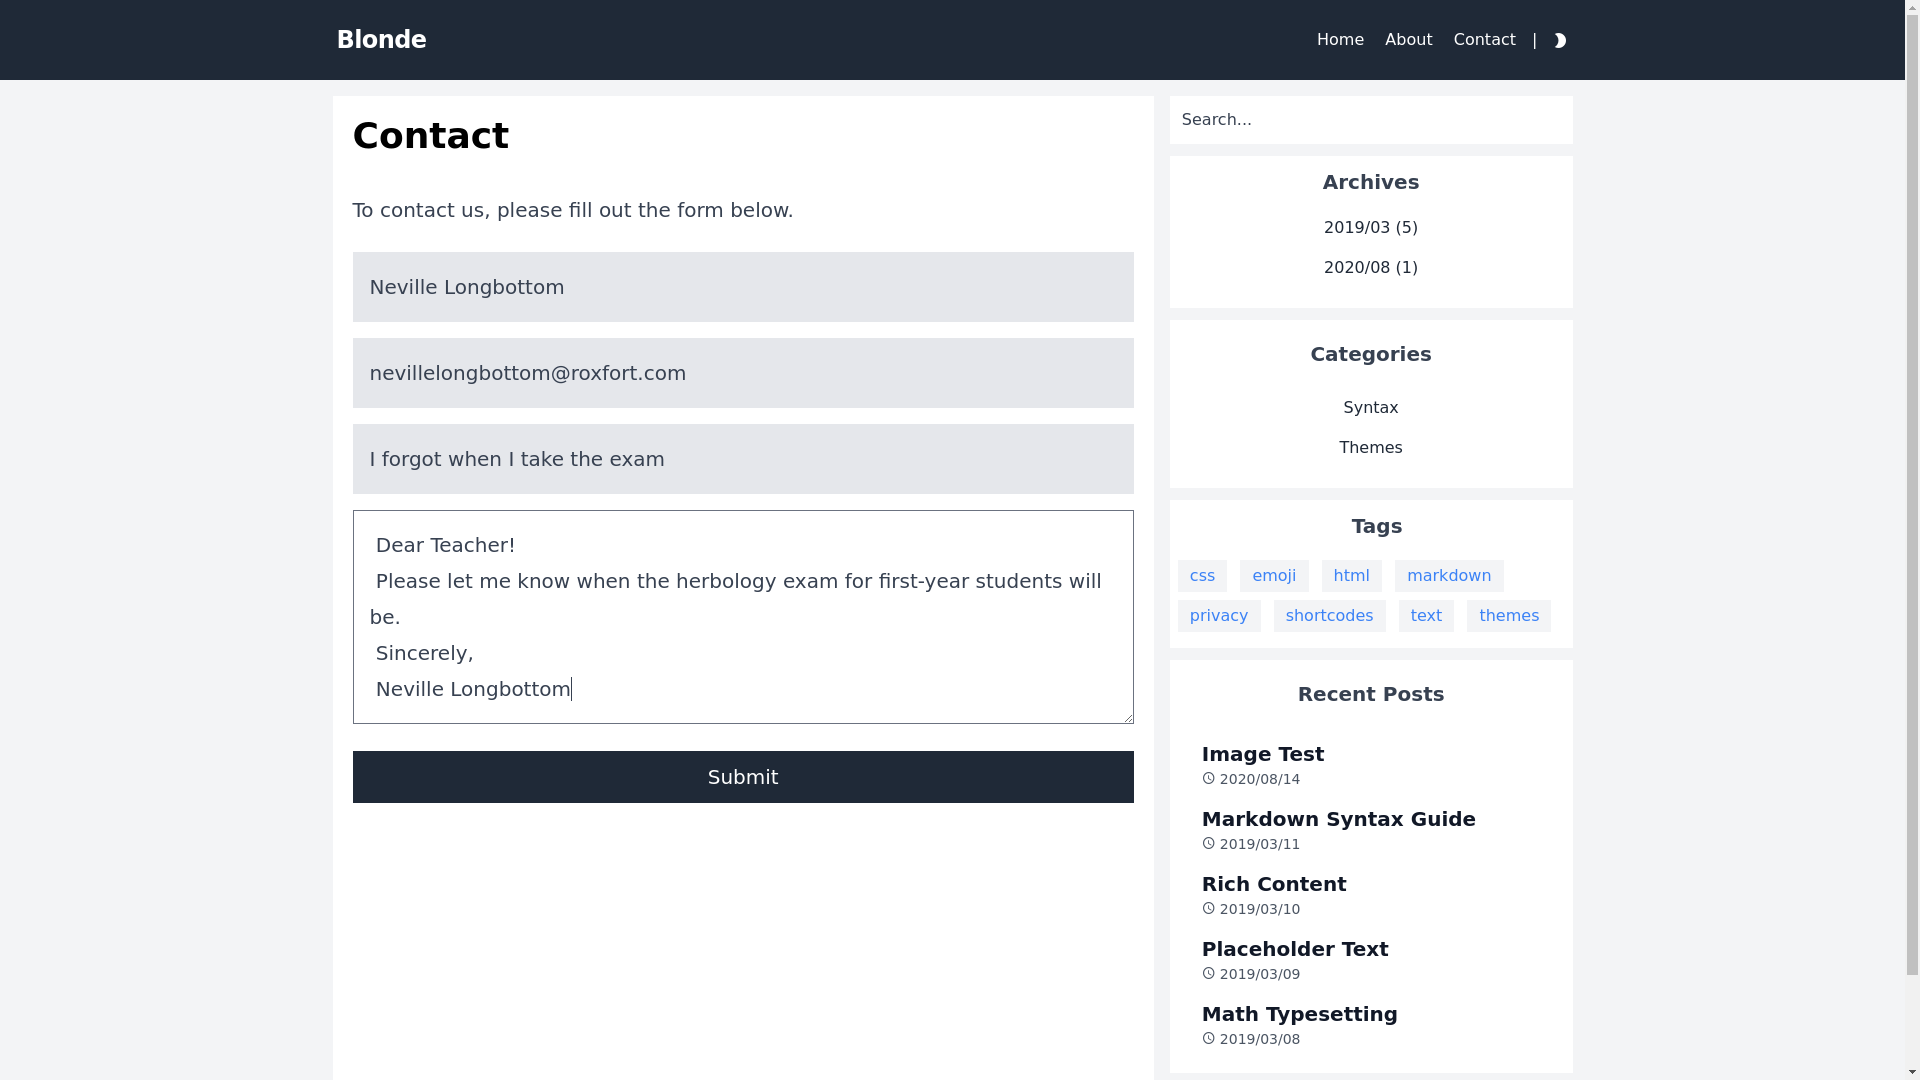 Blonde
Home About Contact |
Contact
To contact us, please fill out the form below.
Neville Longbottom
nevillelongbottom@roxfort.com
I forgot when I take the exam
Dear Teacher!
Please let me know when the herbology exam for first-year students will
be.
Sincerely,
Neville Longbottom
Submit
Search...
Archives
2019/03 (5)
2020/08 (1)
Categories
Syntax
Themes
Tags
css emoji html markdown
privacy shortcodes text themes
Recent Posts
Image Test
2020/08/14
Markdown Syntax Guide
2019/03/11
Rich Content
2019/03/10
Placeholder Text
2019/03/09
Math Typesetting
2019/03/08